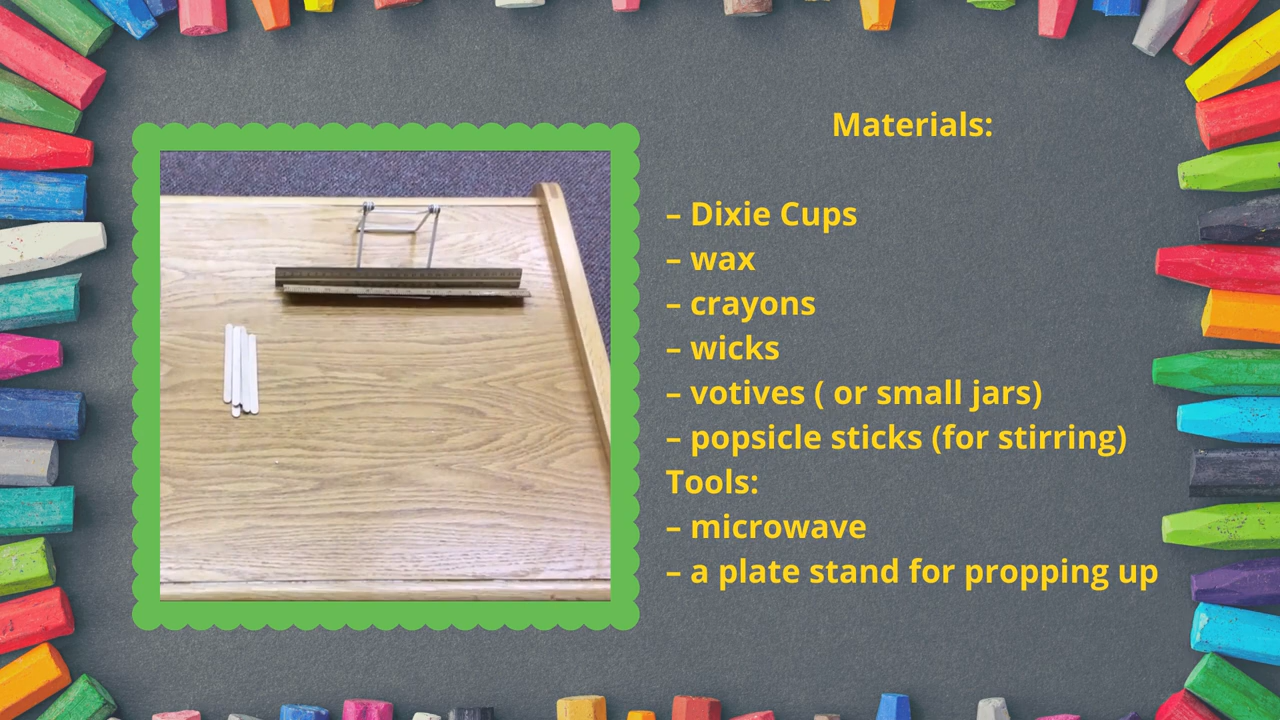 Materials:
– Dixie Cups
– wax
– crayons
– wicks
– votives ( or small jars)
– popsicle sticks (for stirring)
Tools:
– microwave
– a plate stand for propping up